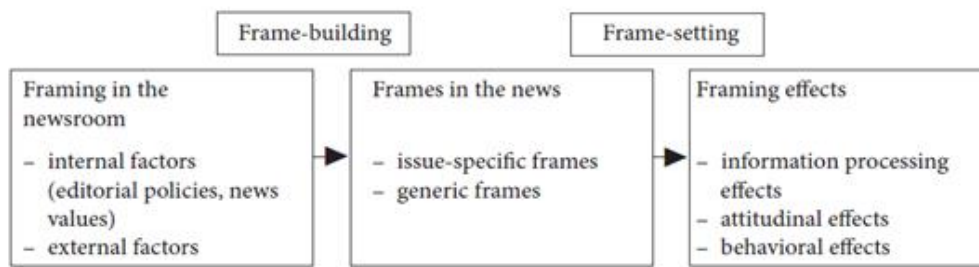 Frame-building
Frame-setting
Framing in the
newsroom
– internal factors
(editorial policies, news
values)
– external factors
Frames in the news
– issue-specific frames
– generic frames
Framing effects
– information processing
effects
– attitudinal effects
– behavioral effects